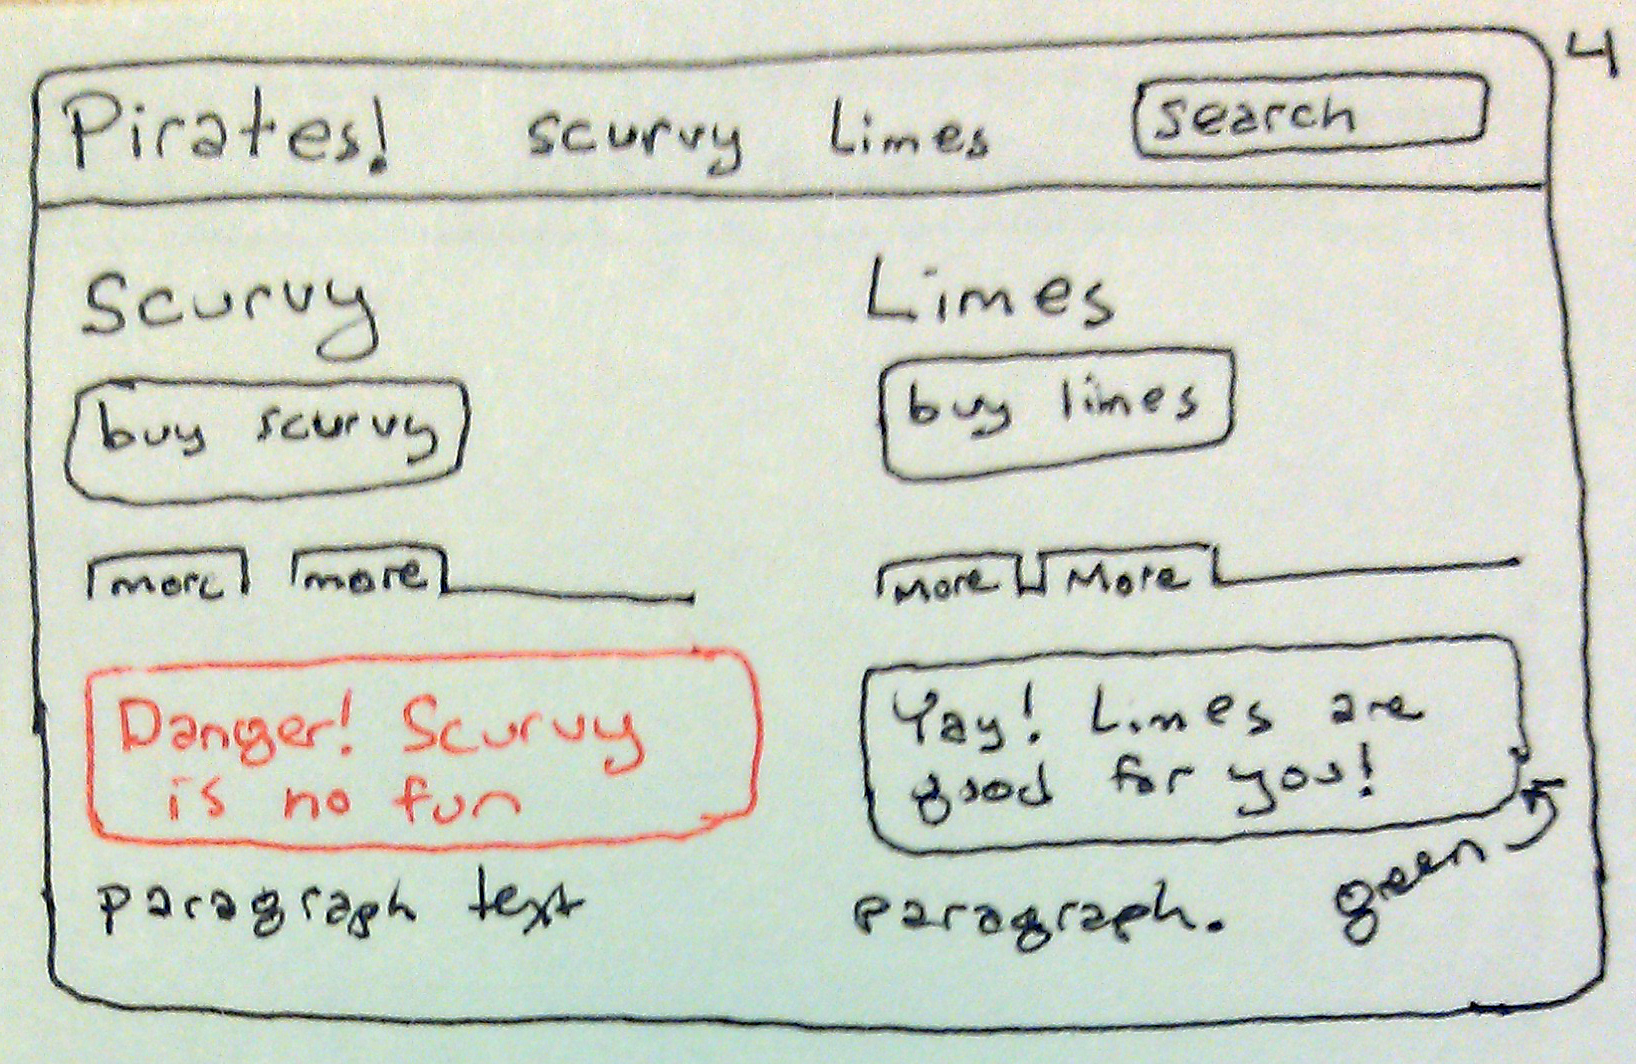 4
Pirates! scurvy Limes search
Scurvy
buy scurvy
more more
Danger! Scurvy
is no fun
paragraph text
Limes
buy limes
More More
Yay! Limes are
good for you!
green
paragraph.